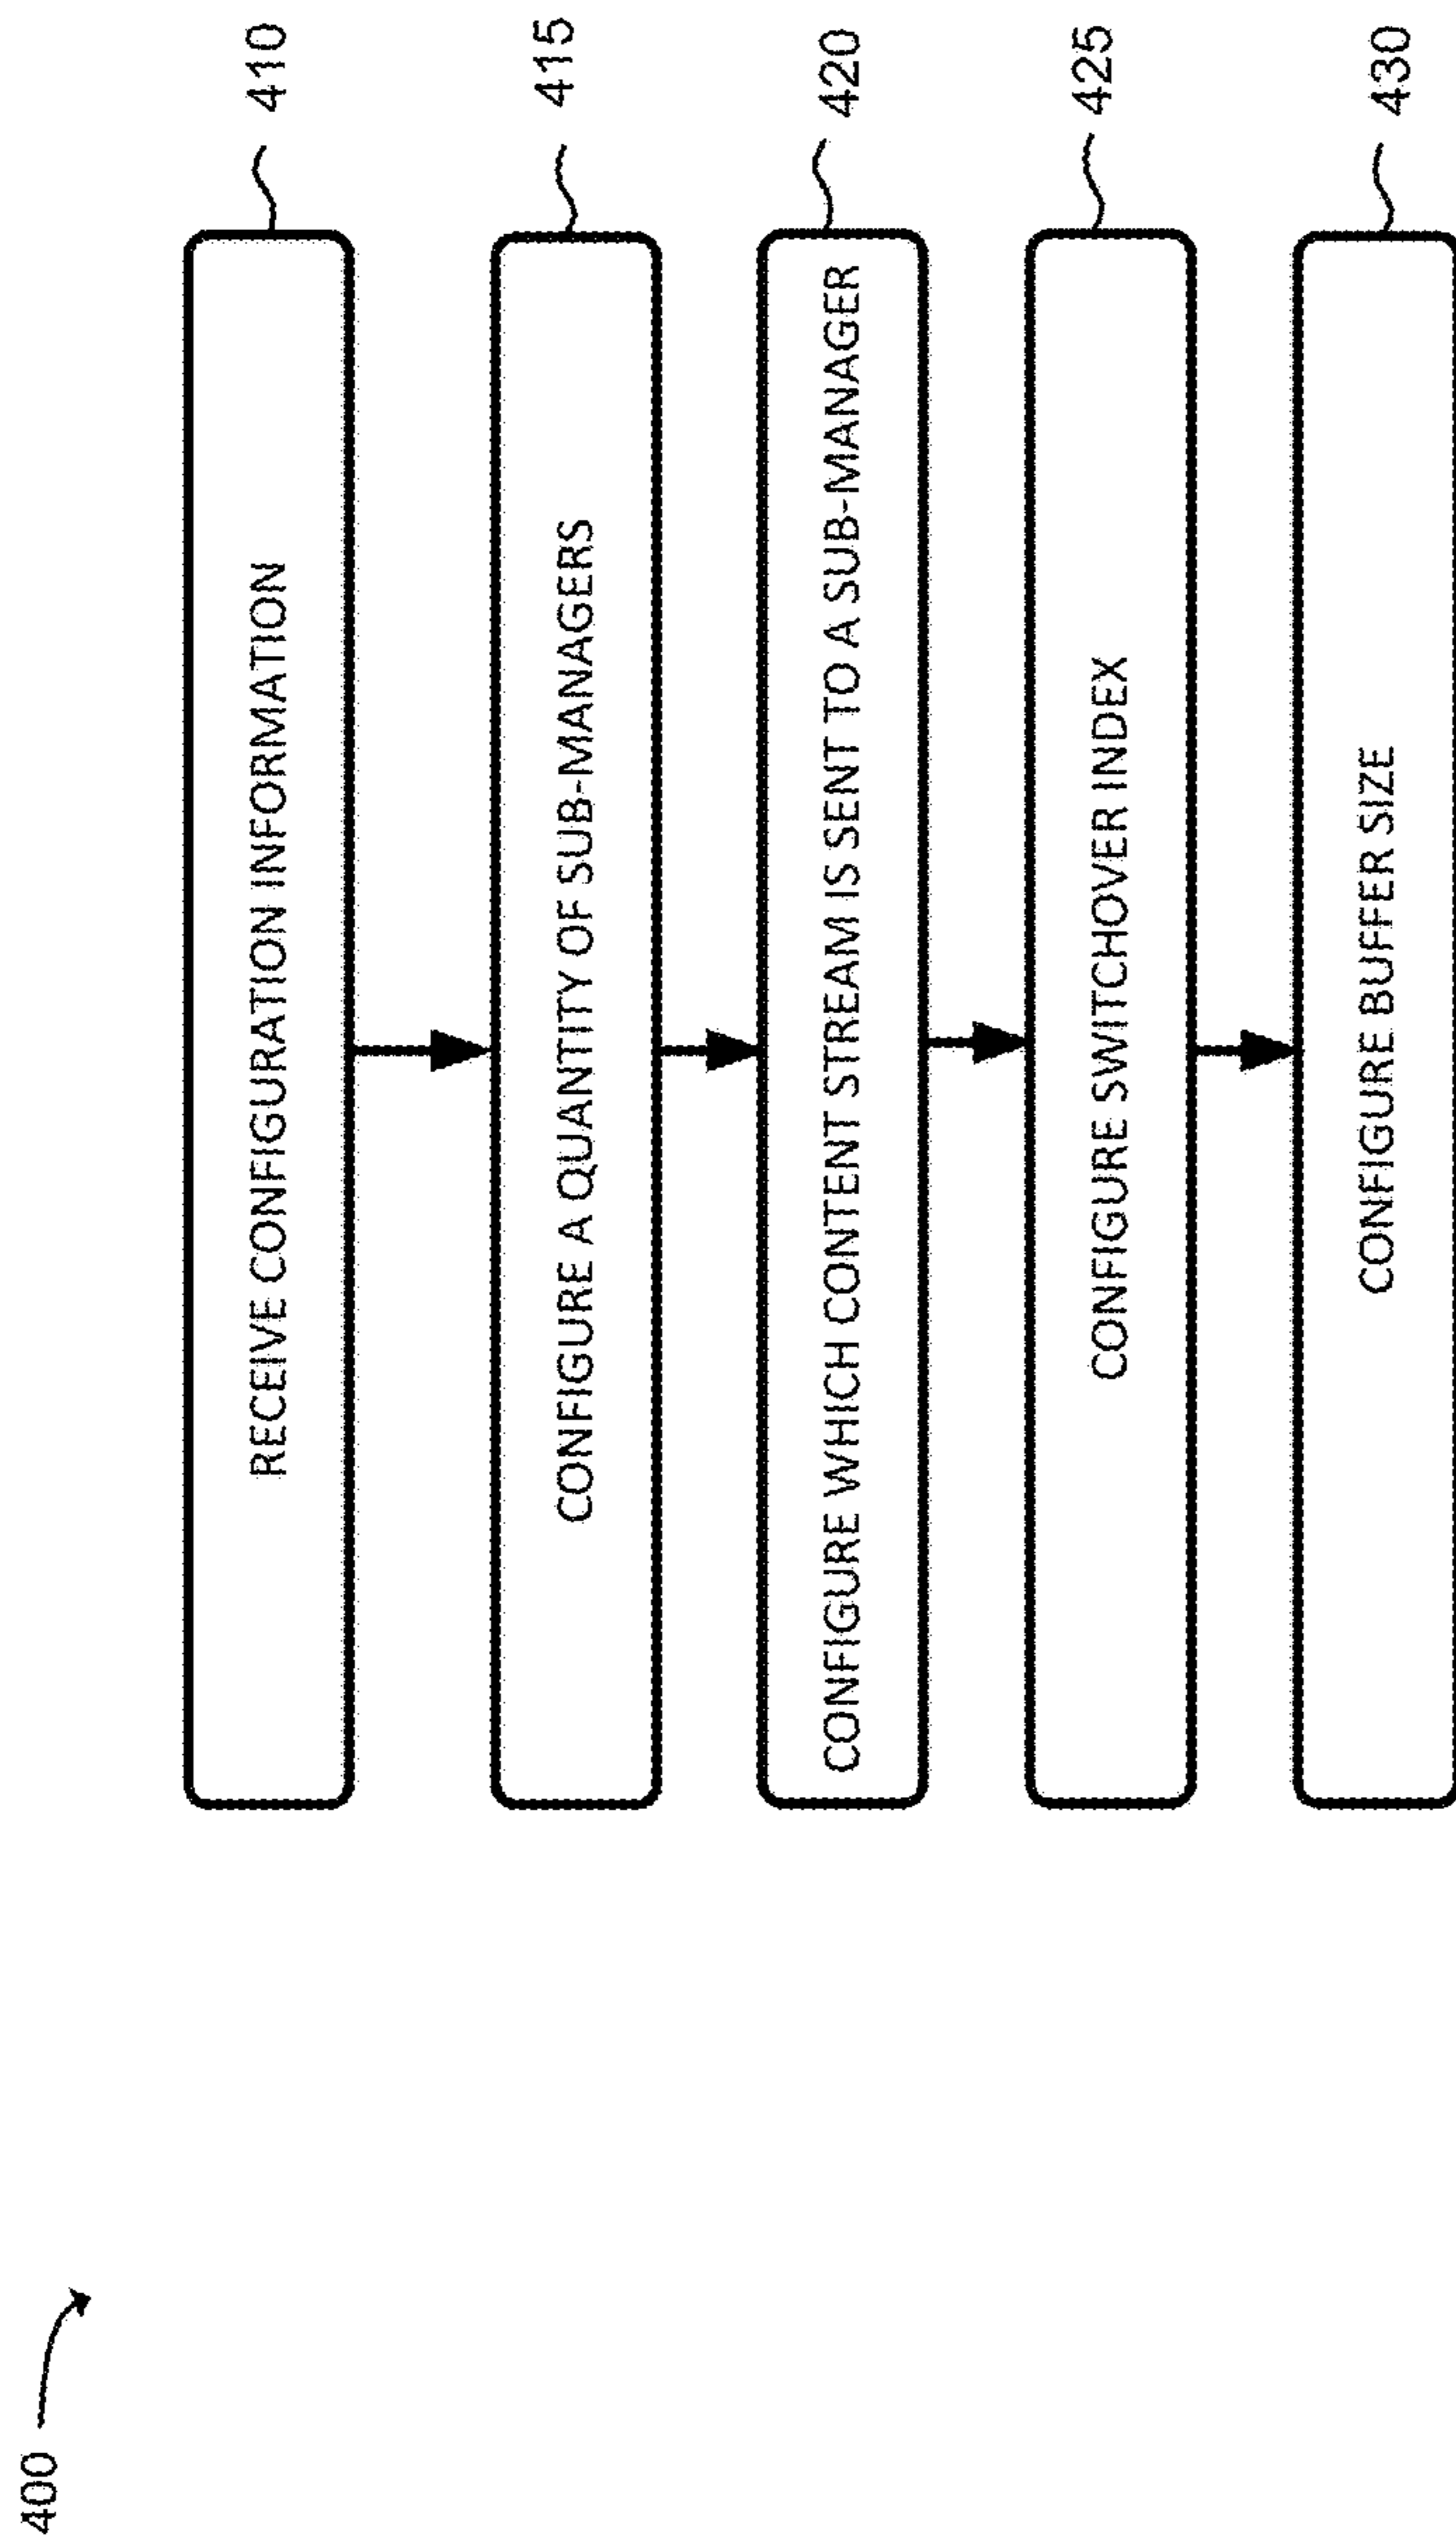 400
RECEIVE CONFIGURATION INFORMATION
410
CONFIGURE A QUANTITY OF SUB-MANAGERS
415
CONFIGURE WHICH CONTENT STREAM IS SENT TO A SUB-MANAGER
420
CONFIGURE SWITCHOVER INDEX
425
CONFIGURE BUFFER SIZE
430